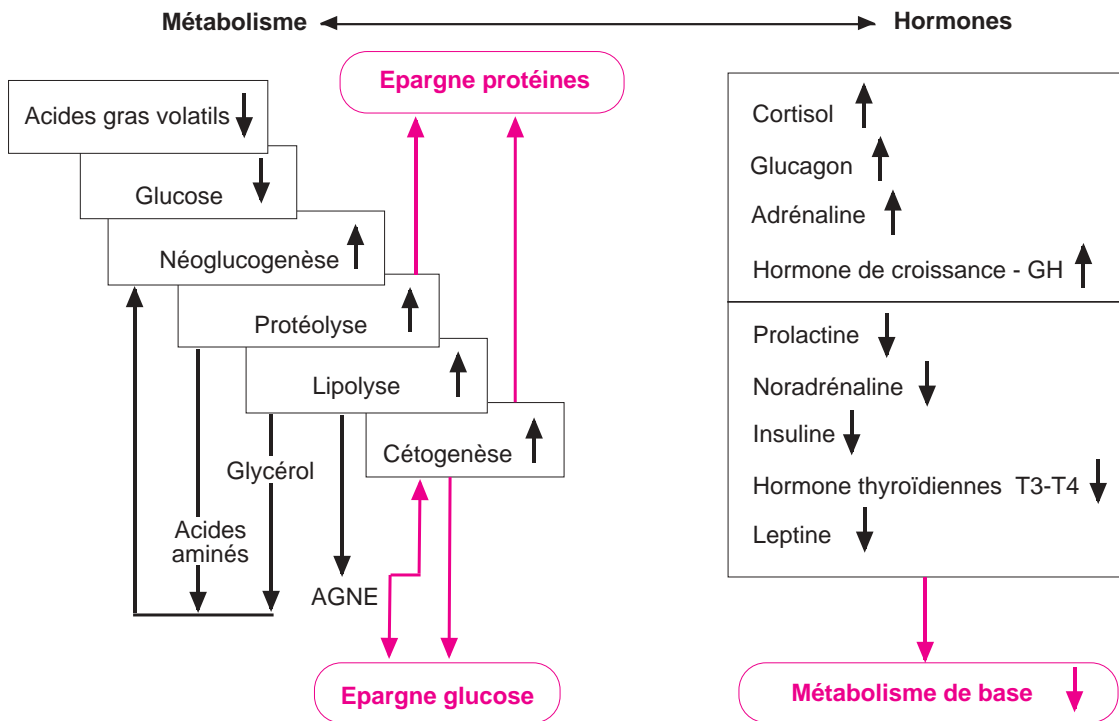 Métabolisme
Hormones
Epargne protéines
Acides gras volatils
Glucose
Néoglucogenèse
Protéolyse
Lipolyse
Cétogenèse
Glycérol
Acides
aminés
AGNE
Epargne glucose
Cortisol
Glucagon
Adrénaline
Hormone de croissance - GH
Prolactine
Noradrénaline
Insuline
Hormone thyroïdiennes T3-T4
Leptine
Métabolisme de base